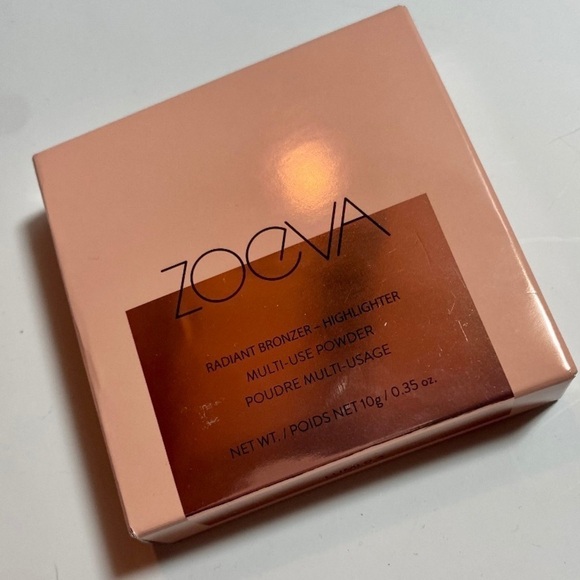 ZOEVA
RADIANT BRONZER – HIGHLIGHTER
MULTI-USE POWDER
POUDRE MULTI-USAGE
NET WT. / POIDS NET 10g / 0.35 oz.